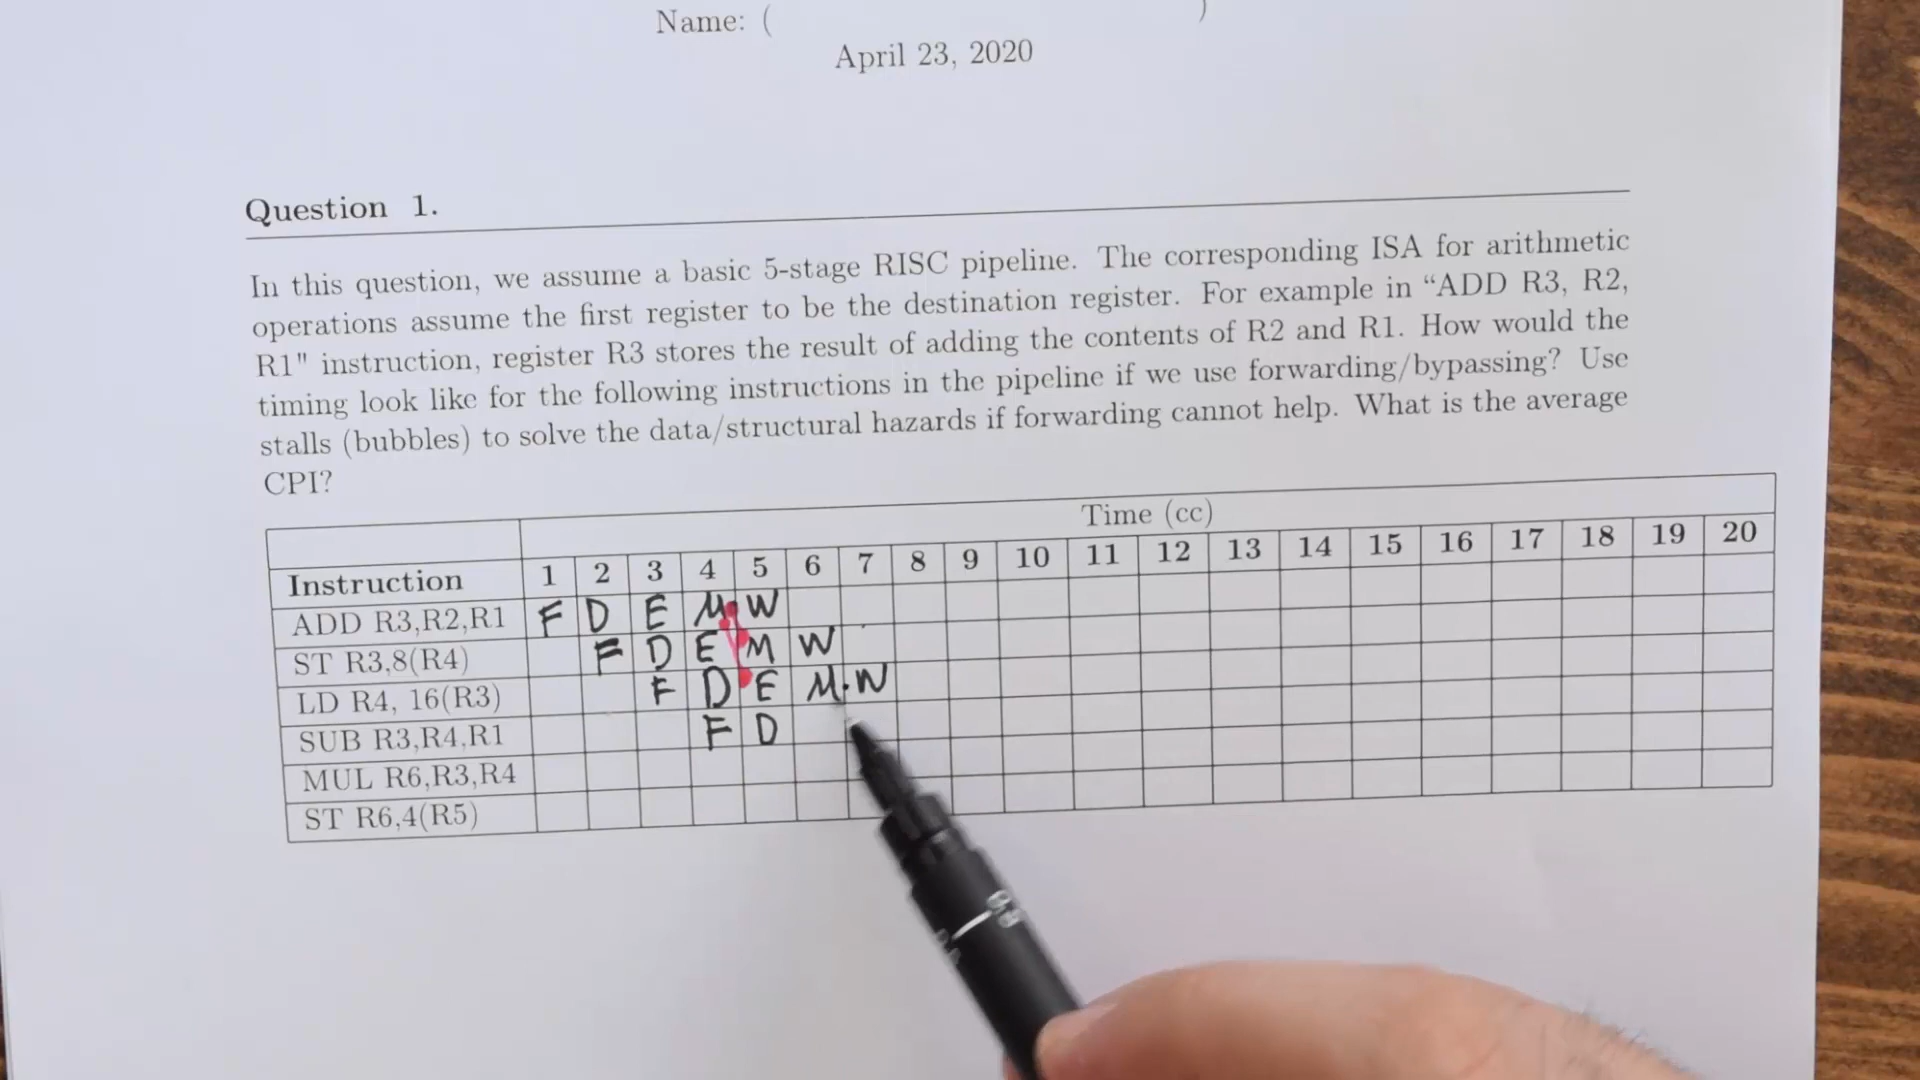 Name: ( )
April 23, 2020
Question 1.
In this question, we assume a basic 5-stage RISC pipeline. The corresponding ISA for arithmetic
operations assume the first register to be the destination register. For example in “ADD R3, R2,
R1" instruction, register R3 stores the result of adding the contents of R2 and R1. How would the
timing look like for the following instructions in the pipeline if we use forwarding/bypassing? Use
stalls (bubbles) to solve the data/structural hazards if forwarding cannot help. What is the average
CPI?
Time (cc)
Instruction 1 2 3 4 5 6 7 8 9 10 11 12 13 14 15 16 17 18 19 20
ADD R3,R2,R1 F D E M W
ST R3,8(R4) F D E M W
LD R4, 16(R3) F D E M W
SUB R3,R4,R1 F D
MUL R6,R3,R4
ST R6,4(R5)